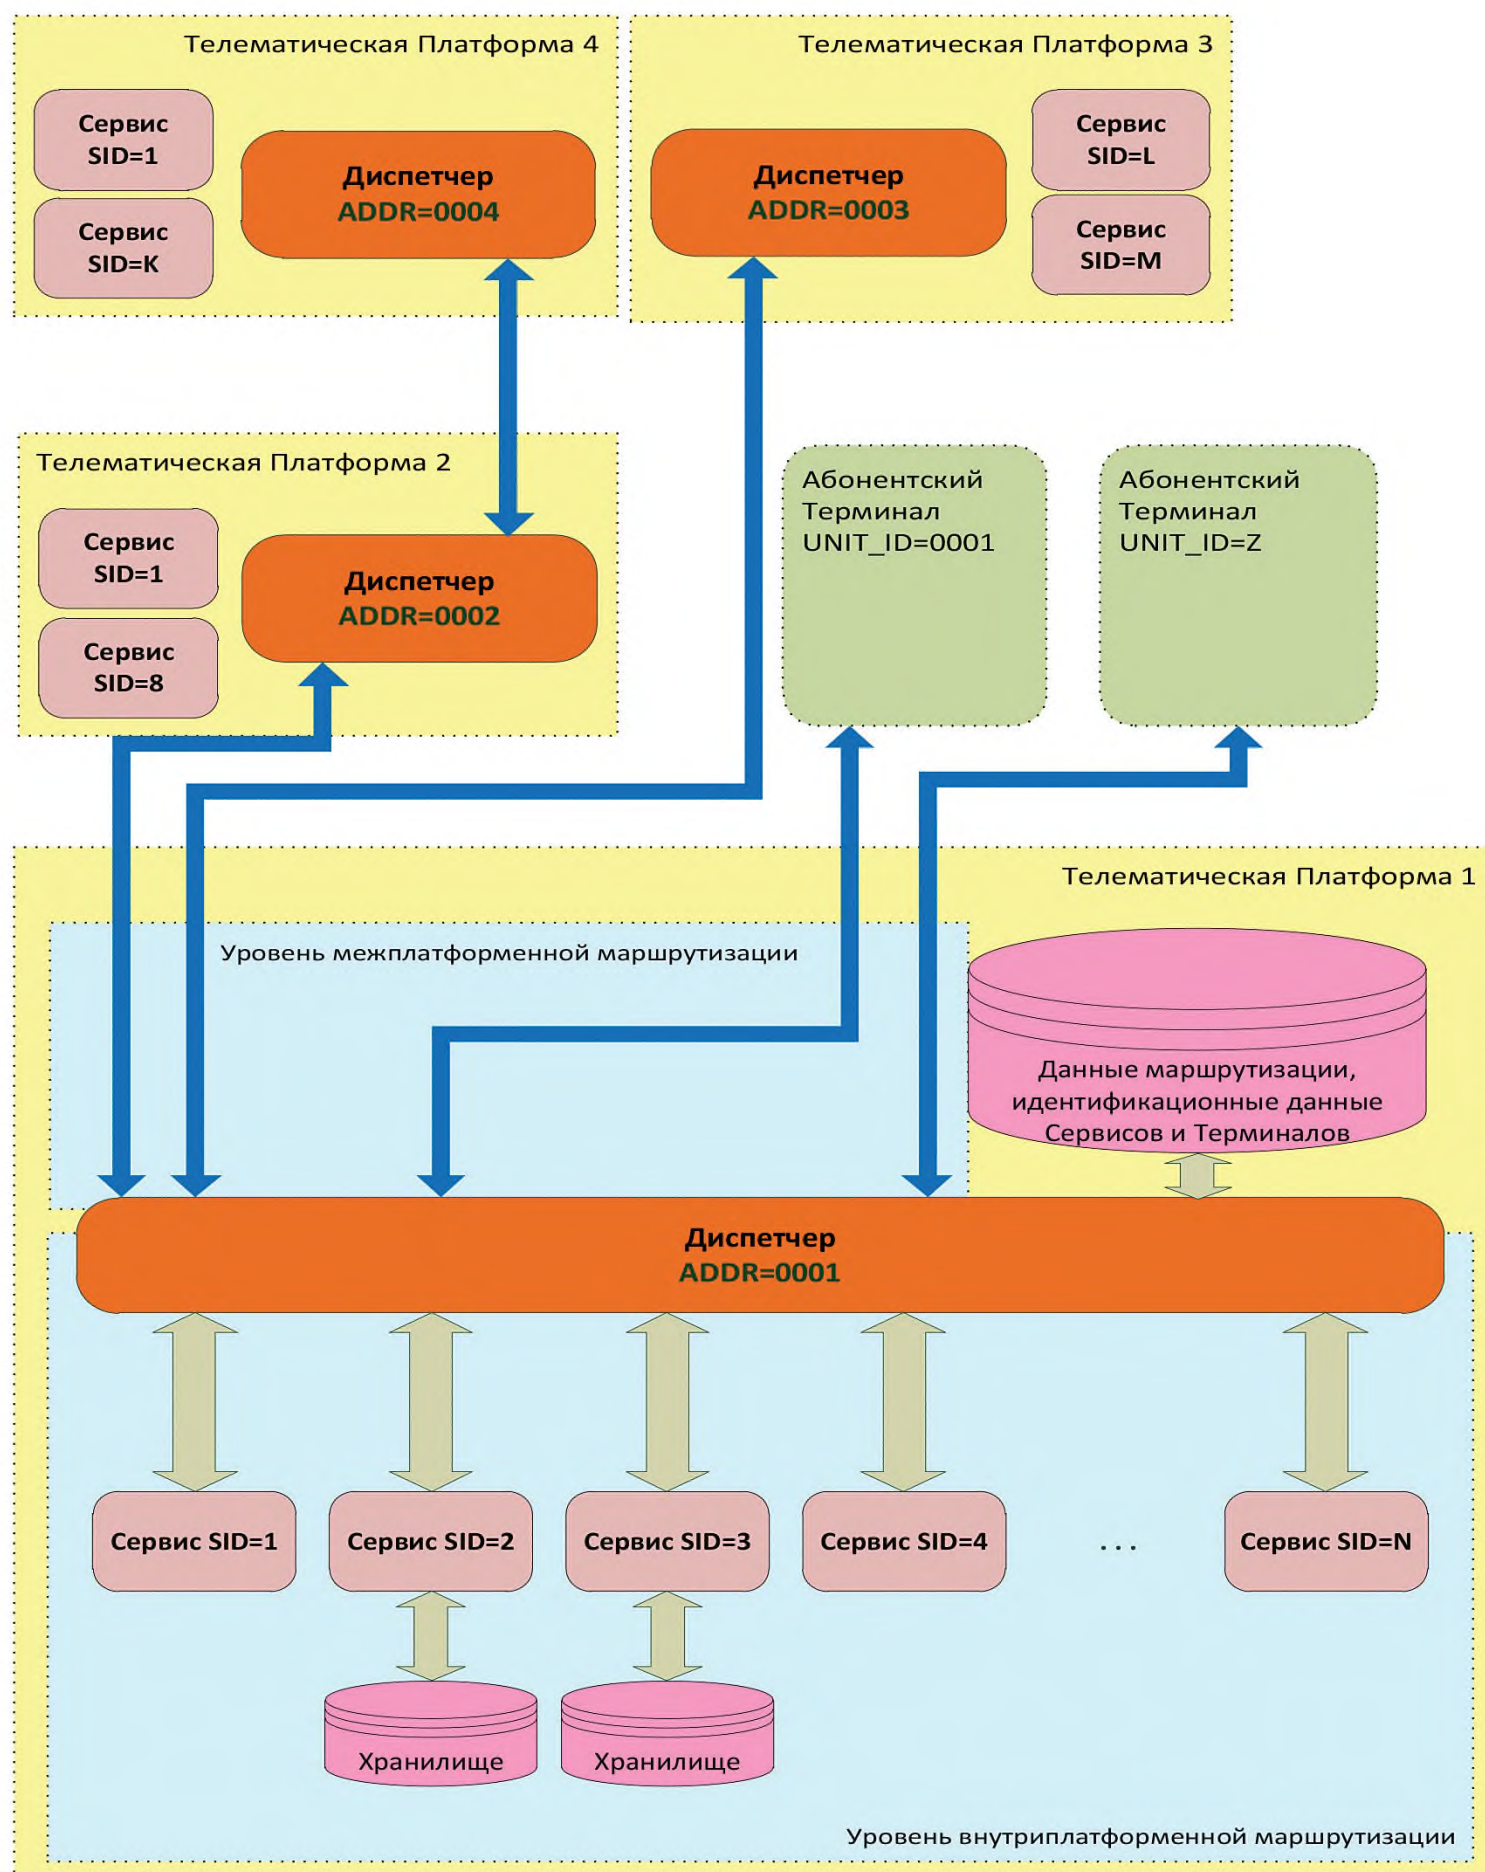 Телематическая Платформа 4
Сервис
SID=1
Сервис
SID=K
Диспетчер
ADDR=0004
Телематическая Платформа 3
Диспетчер
ADDR=0003
Сервис
SID=L
Сервис
SID=M
Телематическая Платформа 2
Сервис
SID=1
Сервис
SID=8
Диспетчер
ADDR=0002
Абонентский
Терминал
UNIT_ID=0001
Абонентский
Терминал
UNIT_ID=Z
Телематическая Платформа 1
Уровень межплатформенной маршрутизации
Данные маршрутизации,
идентификационные данные
Сервисов и Терминалов
Диспетчер
ADDR=0001
Сервис SID=1
Сервис SID=2
Сервис SID=3
Сервис SID=4
. . .
Сервис SID=N
Хранилище
Хранилище
Уровень внутриплатформенной маршрутизации